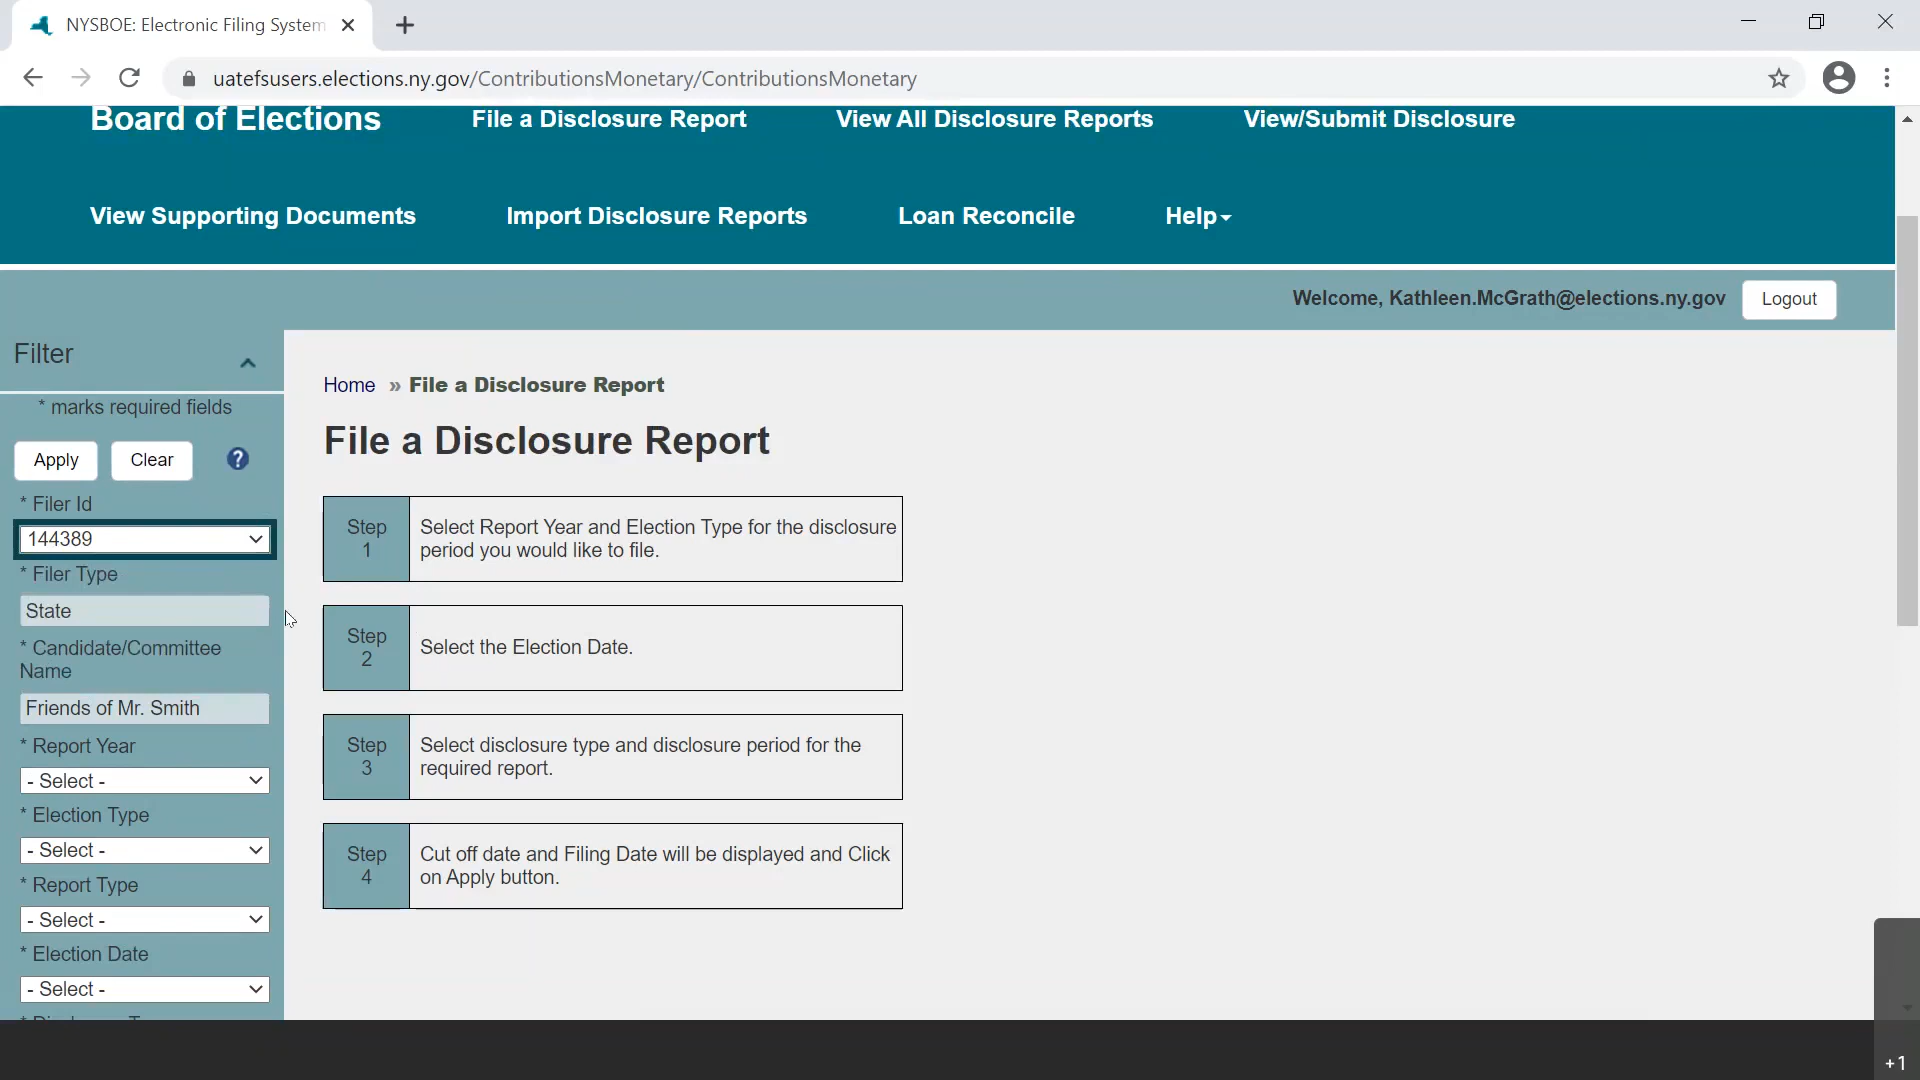 NYSBOE: Electronic Filing System
uatefsusers.elections.ny.gov/ContributionsMonetary/ContributionsMonetary
Board of Elections
File a Disclosure Report
View All Disclosure Reports
View/Submit Disclosure
View Supporting Documents
Import Disclosure Reports
Loan Reconcile
Help
Welcome, Kathleen.McGrath@elections.ny.gov
Logout
Filter
* marks required fields
Apply
Clear
?
* Filer Id
144389
* Filer Type
State
* Candidate/Committee
Name
Friends of Mr. Smith
* Report Year
- Select -
* Election Type
- Select -
* Report Type
- Select -
* Election Date
- Select -
Home » File a Disclosure Report
File a Disclosure Report
Step
1
Select Report Year and Election Type for the disclosure
period you would like to file.
Step
2
Select the Election Date.
Step
3
Select disclosure type and disclosure period for the
required report.
Step
4
Cut off date and Filing Date will be displayed and Click
on Apply button.
+1